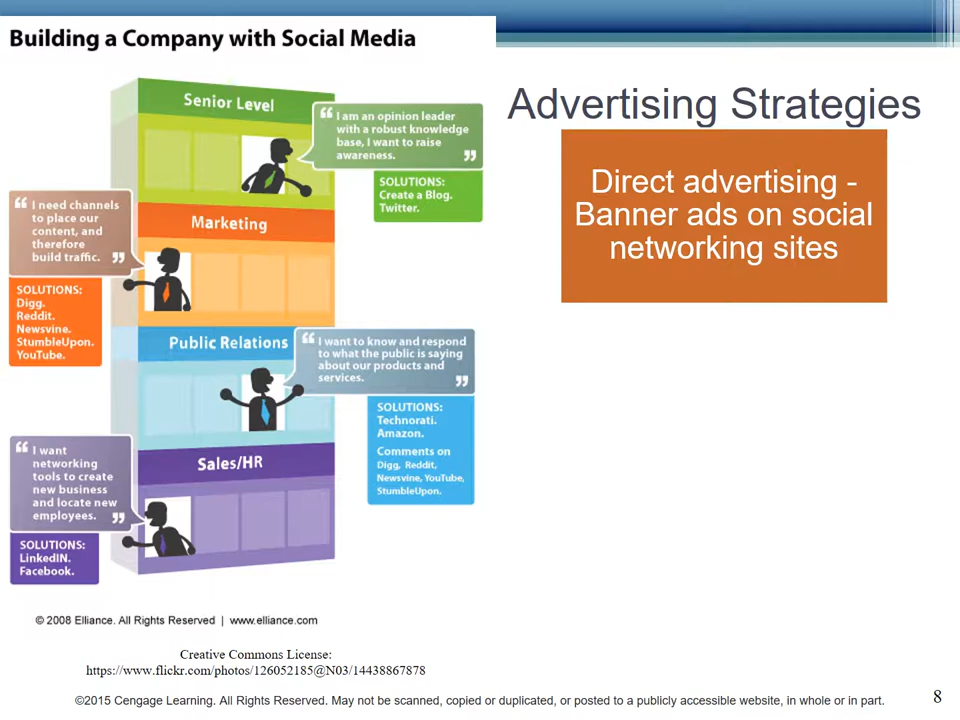 Building a Company with Social Media
Senior Level
“ I am an opinion leader
with a robust knowledge
base, I want to raise
awareness. ”
SOLUTIONS:
Create a Blog.
Twitter.
Marketing
“ I need channels
to place our
content, and
therefore
build traffic. ”
SOLUTIONS:
Digg.
Reddit.
Newsvine.
StumbleUpon.
YouTube.
Public Relations
“ I want to know and respond
to what the public is saying
about our products and
services. ”
SOLUTIONS:
Technorati.
Amazon.
Comments on
Digg, Reddit,
Newsvine, YouTube,
StumbleUpon.
Sales/HR
“ I want
networking
tools to create
new business
and locate new
employees. ”
SOLUTIONS:
LinkedIN.
Facebook.
© 2008 Elliance. All Rights Reserved | www.elliance.com
Creative Commons License:
https://www.flickr.com/photos/126052185@N03/14438867878
Advertising Strategies
Direct advertising -
Banner ads on social
networking sites
©2015 Cengage Learning. All Rights Reserved. May not be scanned, copied or duplicated, or posted to a publicly accessible website, in whole or in part.
8